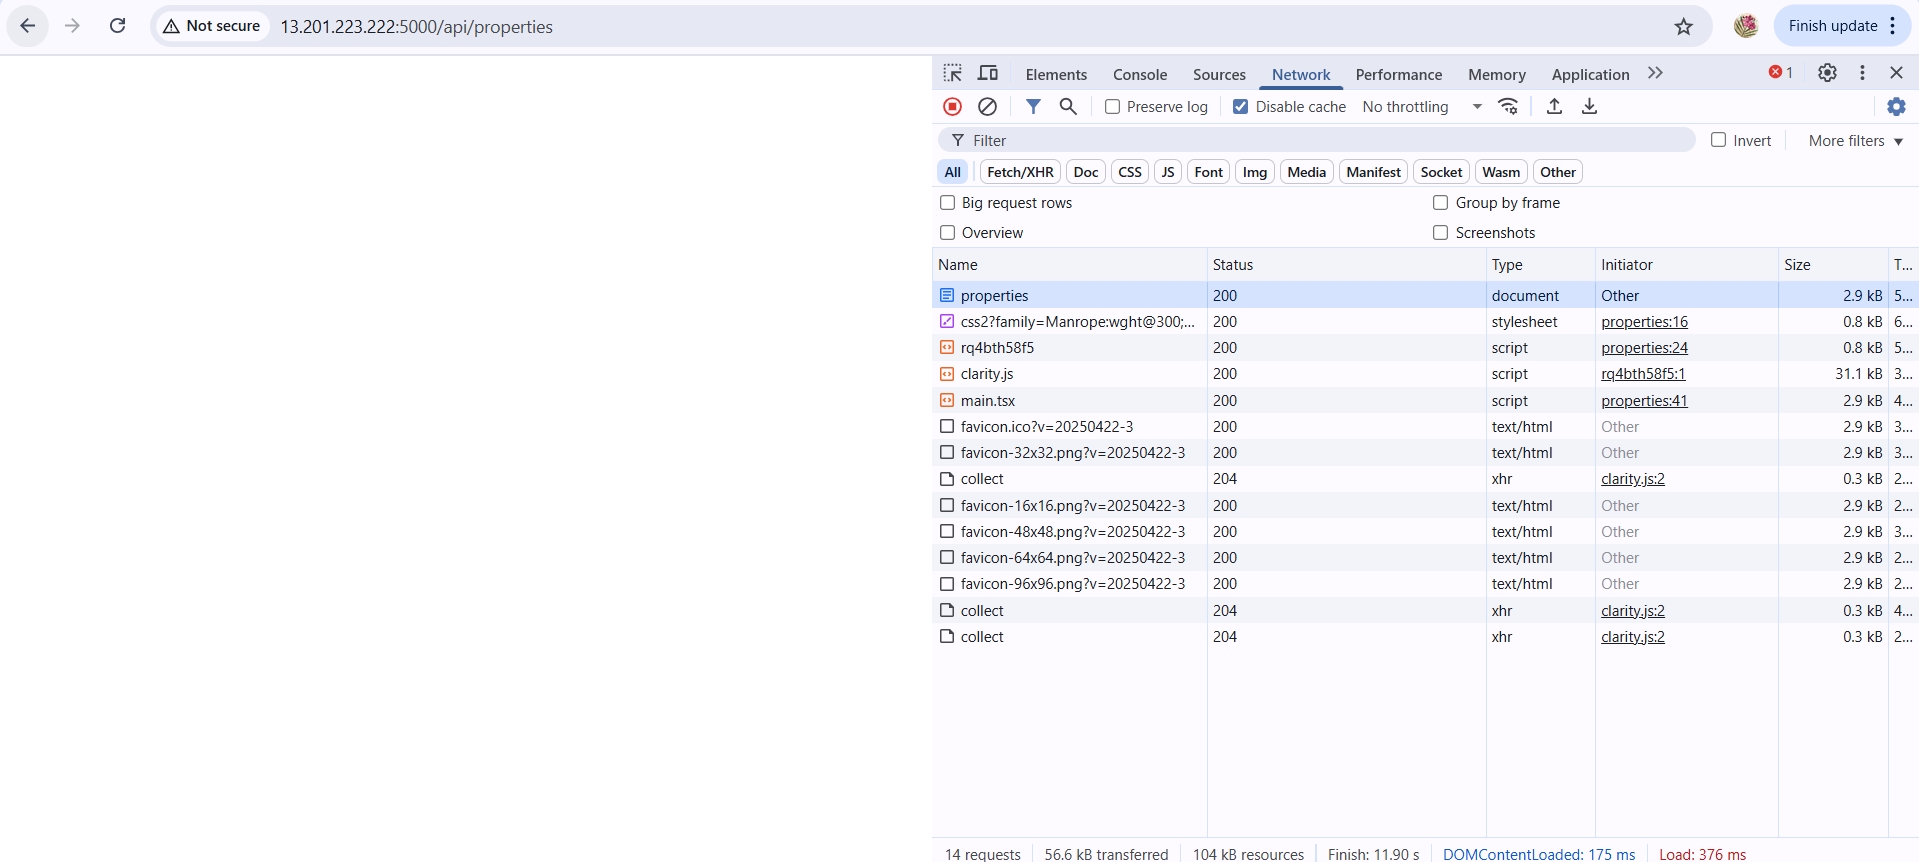 Not secure 13.201.223.222:5000/api/properties Finish update
Elements Console Sources Network Performance Memory Application 1
Preserve log Disable cache No throttling
Filter Invert More filters
All Fetch/XHR Doc CSS JS Font Img Media Manifest Socket Wasm Other
Big request rows Group by frame
Overview Screenshots
Name Status Type Initiator Size T...
properties 200 document Other 2.9 kB 5...
css2?family=Manrope:wght@300;... 200 stylesheet properties:16 0.8 kB 6...
rq4bth58f5 200 script properties:24 0.8 kB 5...
clarity.js 200 script rq4bth58f5:1 31.1 kB 3...
main.tsx 200 script properties:41 2.9 kB 4...
favicon.ico?v=20250422-3 200 text/html Other 2.9 kB 3...
favicon-32x32.png?v=20250422-3 200 text/html Other 2.9 kB 3...
collect 204 xhr clarity.js:2 0.3 kB 2...
favicon-16x16.png?v=20250422-3 200 text/html Other 2.9 kB 2...
favicon-48x48.png?v=20250422-3 200 text/html Other 2.9 kB 3...
favicon-64x64.png?v=20250422-3 200 text/html Other 2.9 kB 2...
favicon-96x96.png?v=20250422-3 200 text/html Other 2.9 kB 2...
collect 204 xhr clarity.js:2 0.3 kB 4...
collect 204 xhr clarity.js:2 0.3 kB 2...
14 requests 56.6 kB transferred 104 kB resources Finish: 11.90 s DOMContentLoaded: 175 ms Load: 376 ms